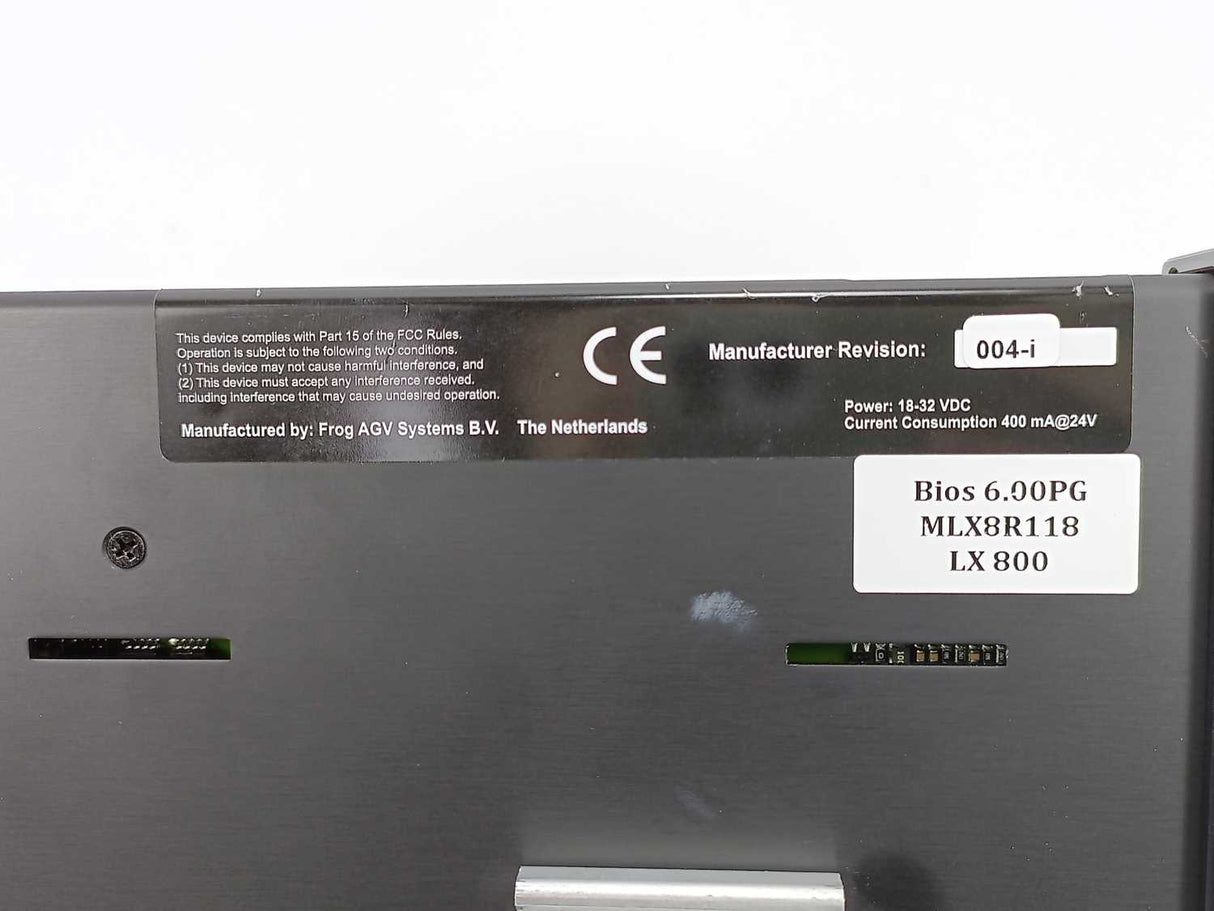 This device complies with Part 15 of the FCC Rules.
Operation is subject to the following two conditions.
(1) This device may not cause harmful Interference, and
(2) This device must accept any interference received.
including interference that may cause undesired operation.
Manufactured by: Frog AGV Systems B.V. The Netherlands
CE
Manufacturer Revision: 004-i
Power: 18-32 VDC
Current Consumption 400 mA@24V
Bios 6.00PG
MLX8R118
LX 800